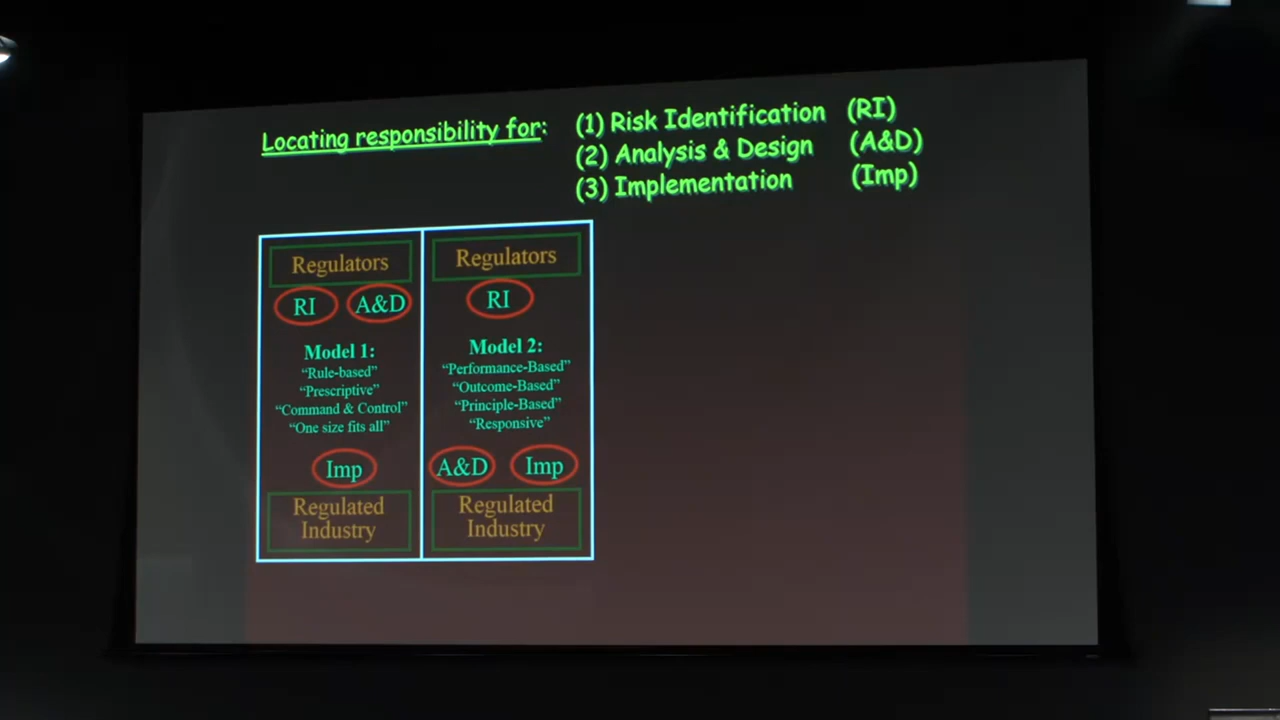 Locating responsibility for:
(1) Risk Identification (RI)
(2) Analysis & Design (A&D)
(3) Implementation (Imp)
Regulators
RI A&D
Model 1:
“Rule-based”
“Prescriptive”
“Command & Control”
“One size fits all”
Imp
Regulated
Industry
Regulators
RI
Model 2:
“Performance-Based”
“Outcome-Based”
“Principle-Based”
“Responsive”
A&D Imp
Regulated
Industry